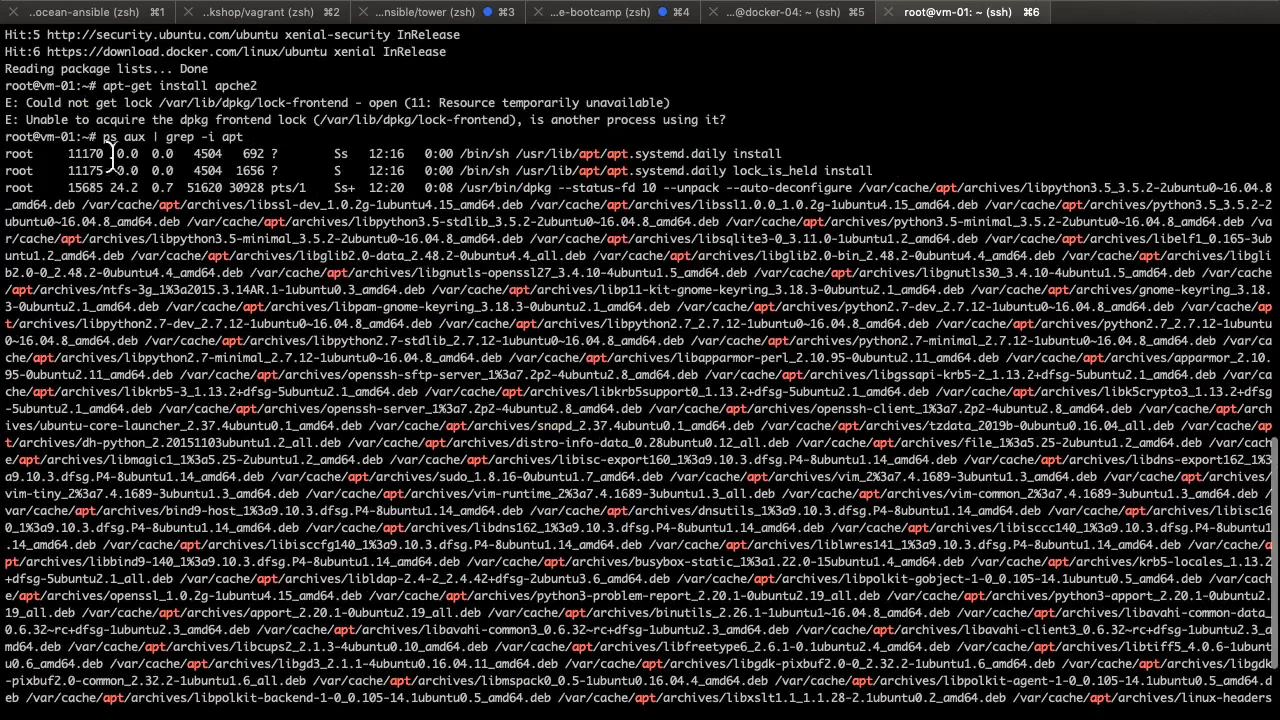 ..ocean-ansible (zsh) ⌘1 ..kshop/vagrant (zsh) ⌘2 ...nsible/tower (zsh) ⌘3 ...e-bootcamp (zsh) ⌘4 ...@docker-04: ~ (ssh) ⌘5 root@vm-01: ~ (ssh) ⌘6
Hit:5 http://security.ubuntu.com/ubuntu xenial-security InRelease
Hit:6 https://download.docker.com/linux/ubuntu xenial InRelease
Reading package lists... Done
root@vm-01:~# apt-get install apche2
E: Could not get lock /var/lib/dpkg/lock-frontend - open (11: Resource temporarily unavailable)
E: Unable to acquire the dpkg frontend lock (/var/lib/dpkg/lock-frontend), is another process using it?
root@vm-01:~# ps aux | grep -i apt
root 11170 0.0 0.0 4504 692 ? Ss 12:16 0:00 /bin/sh /usr/lib/apt/apt.systemd.daily install
root 11175 0.0 0.0 4504 1656 ? S 12:16 0:00 /bin/sh /usr/lib/apt/apt.systemd.daily lock_is_held install
root 15685 24.2 0.7 51620 30928 pts/1 Ss+ 12:20 0:08 /usr/bin/dpkg --status-fd 10 --unpack --auto-deconfigure /var/cache/apt/archives/libpython3.5_3.5.2-2ubuntu0~16.04.8
_amd64.deb /var/cache/apt/archives/libssl-dev_1.0.2g-1ubuntu4.15_amd64.deb /var/cache/apt/archives/libssl1.0.0_1.0.2g-1ubuntu4.15_amd64.deb /var/cache/apt/archives/python3.5_3.5.2-2
ubuntu0~16.04.8_amd64.deb /var/cache/apt/archives/libpython3.5-stdlib_3.5.2-2ubuntu0~16.04.8_amd64.deb /var/cache/apt/archives/python3.5-minimal_3.5.2-2ubuntu0~16.04.8_amd64.deb /va
r/cache/apt/archives/libpython3.5-minimal_3.5.2-2ubuntu0~16.04.8_amd64.deb /var/cache/apt/archives/libsqlite3-0_3.11.0-1ubuntu1.2_amd64.deb /var/cache/apt/archives/libelf1_0.165-3ub
untu1.2_amd64.deb /var/cache/apt/archives/libglib2.0-data_2.48.2-0ubuntu4.4_all.deb /var/cache/apt/archives/libglib2.0-bin_2.48.2-0ubuntu4.4_amd64.deb /var/cache/apt/archives/libgli
b2.0-0_2.48.2-0ubuntu4.4_amd64.deb /var/cache/apt/archives/libgnutls-openssl27_3.4.10-4ubuntu1.5_amd64.deb /var/cache/apt/archives/libgnutls30_3.4.10-4ubuntu1.5_amd64.deb /var/cache
/apt/archives/ntfs-3g_1%3a2015.3.14AR.1-1ubuntu0.3_amd64.deb /var/cache/apt/archives/libp11-kit-gnome-keyring_3.18.3-0ubuntu2.1_amd64.deb /var/cache/apt/archives/gnome-keyring_3.18.
3-0ubuntu2.1_amd64.deb /var/cache/apt/archives/libpam-gnome-keyring_3.18.3-0ubuntu2.1_amd64.deb /var/cache/apt/archives/python2.7-dev_2.7.12-1ubuntu0~16.04.8_amd64.deb /var/cache/ap
t/archives/libpython2.7-dev_2.7.12-1ubuntu0~16.04.8_amd64.deb /var/cache/apt/archives/libpython2.7_2.7.12-1ubuntu0~16.04.8_amd64.deb /var/cache/apt/archives/python2.7_2.7.12-1ubuntu
0~16.04.8_amd64.deb /var/cache/apt/archives/libpython2.7-stdlib_2.7.12-1ubuntu0~16.04.8_amd64.deb /var/cache/apt/archives/python2.7-minimal_2.7.12-1ubuntu0~16.04.8_amd64.deb /var/ca
che/apt/archives/libpython2.7-minimal_2.7.12-1ubuntu0~16.04.8_amd64.deb /var/cache/apt/archives/libapparmor-perl_2.10.95-0ubuntu2.11_amd64.deb /var/cache/apt/archives/apparmor_2.10.
95-0ubuntu2.11_amd64.deb /var/cache/apt/archives/openssh-sftp-server_1%3a7.2p2-4ubuntu2.8_amd64.deb /var/cache/apt/archives/libgssapi-krb5-2_1.13.2+dfsg-5ubuntu2.1_amd64.deb /var/ca
che/apt/archives/libkrb5-3_1.13.2+dfsg-5ubuntu2.1_amd64.deb /var/cache/apt/archives/libkrb5support0_1.13.2+dfsg-5ubuntu2.1_amd64.deb /var/cache/apt/archives/libk5crypto3_1.13.2+dfsg
-5ubuntu2.1_amd64.deb /var/cache/apt/archives/openssh-server_1%3a7.2p2-4ubuntu2.8_amd64.deb /var/cache/apt/archives/openssh-client_1%3a7.2p2-4ubuntu2.8_amd64.deb /var/cache/apt/arch
ives/ubuntu-core-launcher_2.37.4ubuntu0.1_amd64.deb /var/cache/apt/archives/snapd_2.37.4ubuntu0.1_amd64.deb /var/cache/apt/archives/tzdata_2019b-0ubuntu0.16.04_all.deb /var/cache/ap
t/archives/dh-python_2.20151103ubuntu1.2_all.deb /var/cache/apt/archives/distro-info-data_0.28ubuntu0.12_all.deb /var/cache/apt/archives/file_1%3a5.25-2ubuntu1.2_amd64.deb /var/cach
e/apt/archives/libmagic1_1%3a5.25-2ubuntu1.2_amd64.deb /var/cache/apt/archives/libisc-export160_1%3a9.10.3.dfsg.P4-8ubuntu1.14_amd64.deb /var/cache/apt/archives/libdns-export162_1%3
a9.10.3.dfsg.P4-8ubuntu1.14_amd64.deb /var/cache/apt/archives/sudo_1.8.16-0ubuntu1.7_amd64.deb /var/cache/apt/archives/vim_2%3a7.4.1689-3ubuntu1.3_amd64.deb /var/cache/apt/archives/
vim-tiny_2%3a7.4.1689-3ubuntu1.3_amd64.deb /var/cache/apt/archives/vim-runtime_2%3a7.4.1689-3ubuntu1.3_all.deb /var/cache/apt/archives/vim-common_2%3a7.4.1689-3ubuntu1.3_amd64.deb /
var/cache/apt/archives/bind9-host_1%3a9.10.3.dfsg.P4-8ubuntu1.14_amd64.deb /var/cache/apt/archives/dnsutils_1%3a9.10.3.dfsg.P4-8ubuntu1.14_amd64.deb /var/cache/apt/archives/libisc16
0_1%3a9.10.3.dfsg.P4-8ubuntu1.14_amd64.deb /var/cache/apt/archives/libdns162_1%3a9.10.3.dfsg.P4-8ubuntu1.14_amd64.deb /var/cache/apt/archives/libisccc140_1%3a9.10.3.dfsg.P4-8ubuntu1
.14_amd64.deb /var/cache/apt/archives/libisccfg140_1%3a9.10.3.dfsg.P4-8ubuntu1.14_amd64.deb /var/cache/apt/archives/liblwres141_1%3a9.10.3.dfsg.P4-8ubuntu1.14_amd64.deb /var/cache/a
pt/archives/libbind9-140_1%3a9.10.3.dfsg.P4-8ubuntu1.14_amd64.deb /var/cache/apt/archives/busybox-static_1%3a1.22.0-15ubuntu1.4_amd64.deb /var/cache/apt/archives/krb5-locales_1.13.2
+dfsg-5ubuntu2.1_all.deb /var/cache/apt/archives/libldap-2.4-2_2.4.42+dfsg-2ubuntu3.6_amd64.deb /var/cache/apt/archives/libpolkit-gobject-1-0_0.105-14.1ubuntu0.5_amd64.deb /var/cach
e/apt/archives/openssl_1.0.2g-1ubuntu4.15_amd64.deb /var/cache/apt/archives/python3-problem-report_2.20.1-0ubuntu2.19_all.deb /var/cache/apt/archives/python3-apport_2.20.1-0ubuntu2.
19_all.deb /var/cache/apt/archives/apport_2.20.1-0ubuntu2.19_all.deb /var/cache/apt/archives/binutils_2.26.1-1ubuntu1~16.04.8_amd64.deb /var/cache/apt/archives/libavahi-common-data_
0.6.32~rc+dfsg-1ubuntu2.3_amd64.deb /var/cache/apt/archives/libavahi-common3_0.6.32~rc+dfsg-1ubuntu2.3_amd64.deb /var/cache/apt/archives/libavahi-client3_0.6.32~rc+dfsg-1ubuntu2.3_a
md64.deb /var/cache/apt/archives/libcups2_2.1.3-4ubuntu0.10_amd64.deb /var/cache/apt/archives/libfreetype6_2.6.1-0.1ubuntu2.4_amd64.deb /var/cache/apt/archives/libtiff5_4.0.6-1ubunt
u0.6_amd64.deb /var/cache/apt/archives/libgd3_2.1.1-4ubuntu0.16.04.11_amd64.deb /var/cache/apt/archives/libgdk-pixbuf2.0-0_2.32.2-1ubuntu1.6_amd64.deb /var/cache/apt/archives/libgdk
-pixbuf2.0-common_2.32.2-1ubuntu1.6_all.deb /var/cache/apt/archives/libmspack0_0.5-1ubuntu0.16.04.4_amd64.deb /var/cache/apt/archives/libpolkit-agent-1-0_0.105-14.1ubuntu0.5_amd64.d
eb /var/cache/apt/archives/libpolkit-backend-1-0_0.105-14.1ubuntu0.5_amd64.deb /var/cache/apt/archives/libxslt1.1_1.1.28-2.1ubuntu0.2_amd64.deb /var/cache/apt/archives/linux-headers